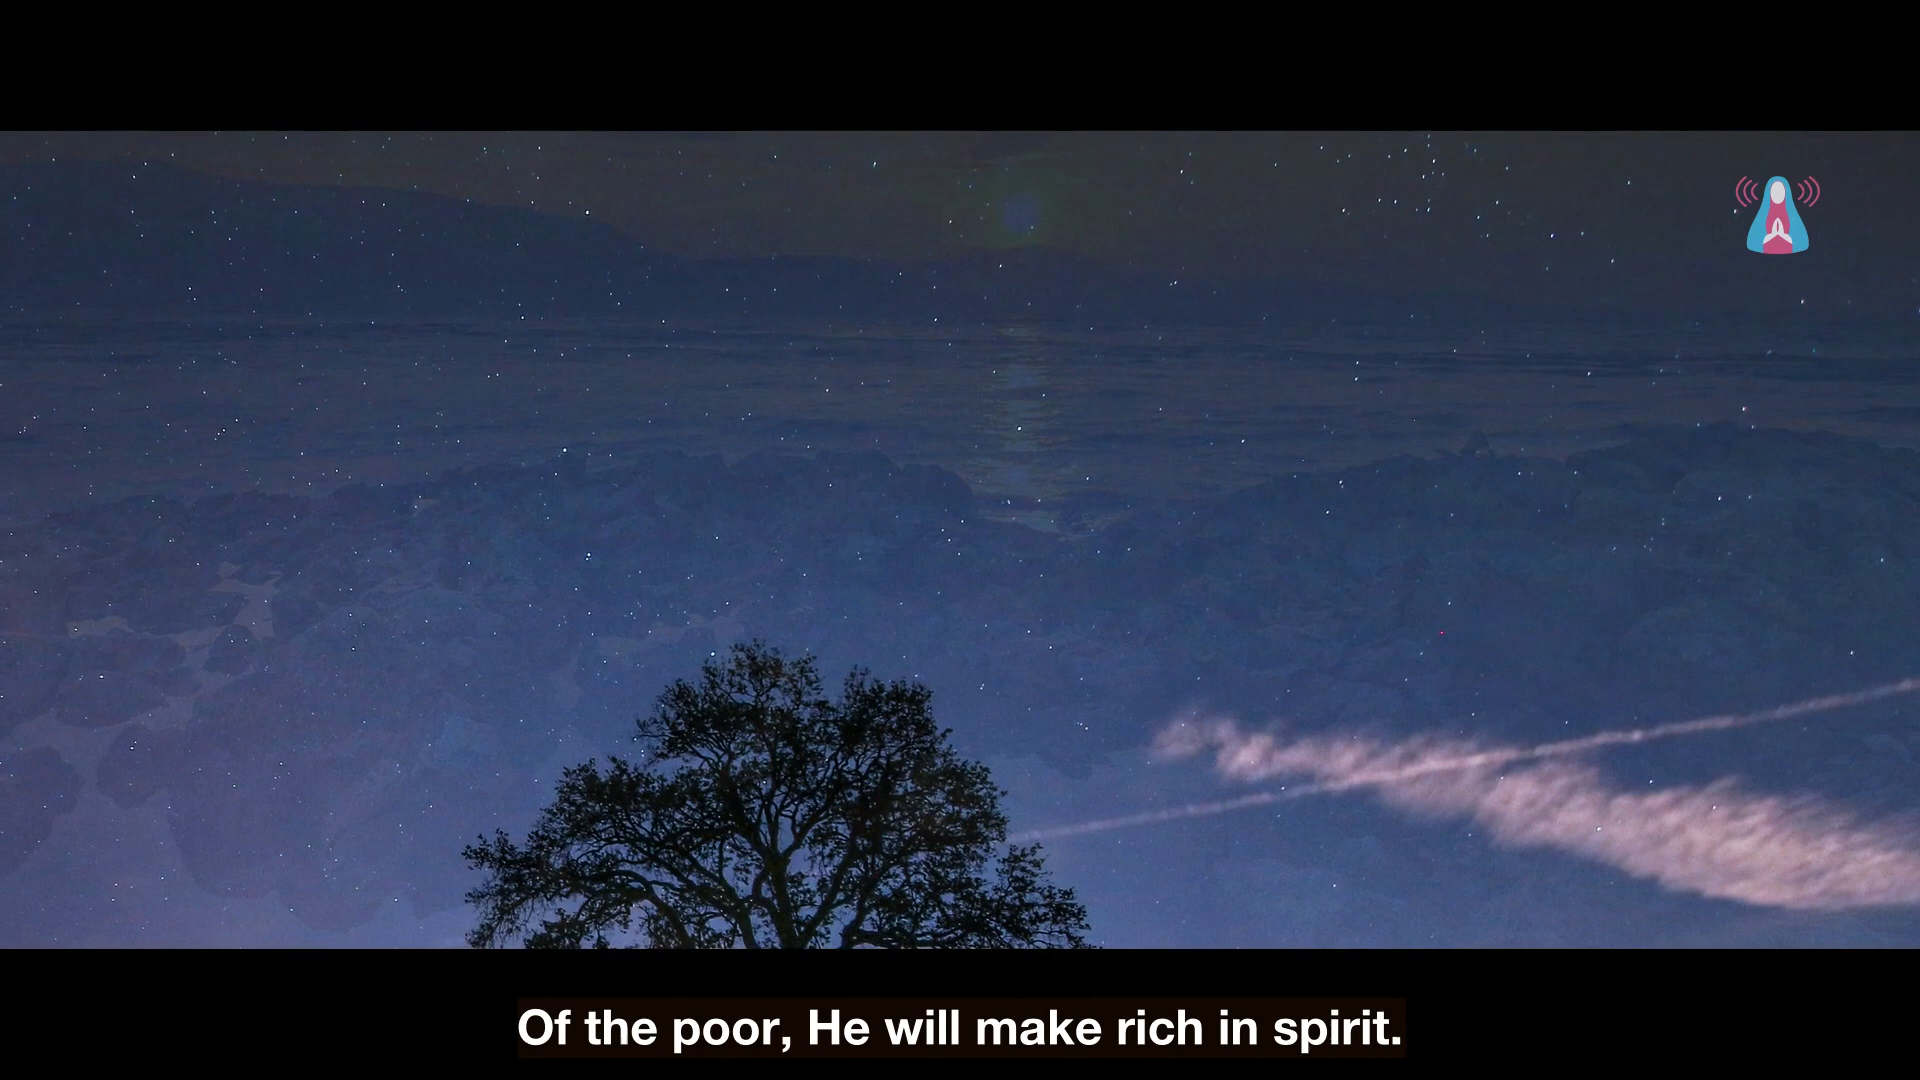 Of the poor, He will make rich in spirit.